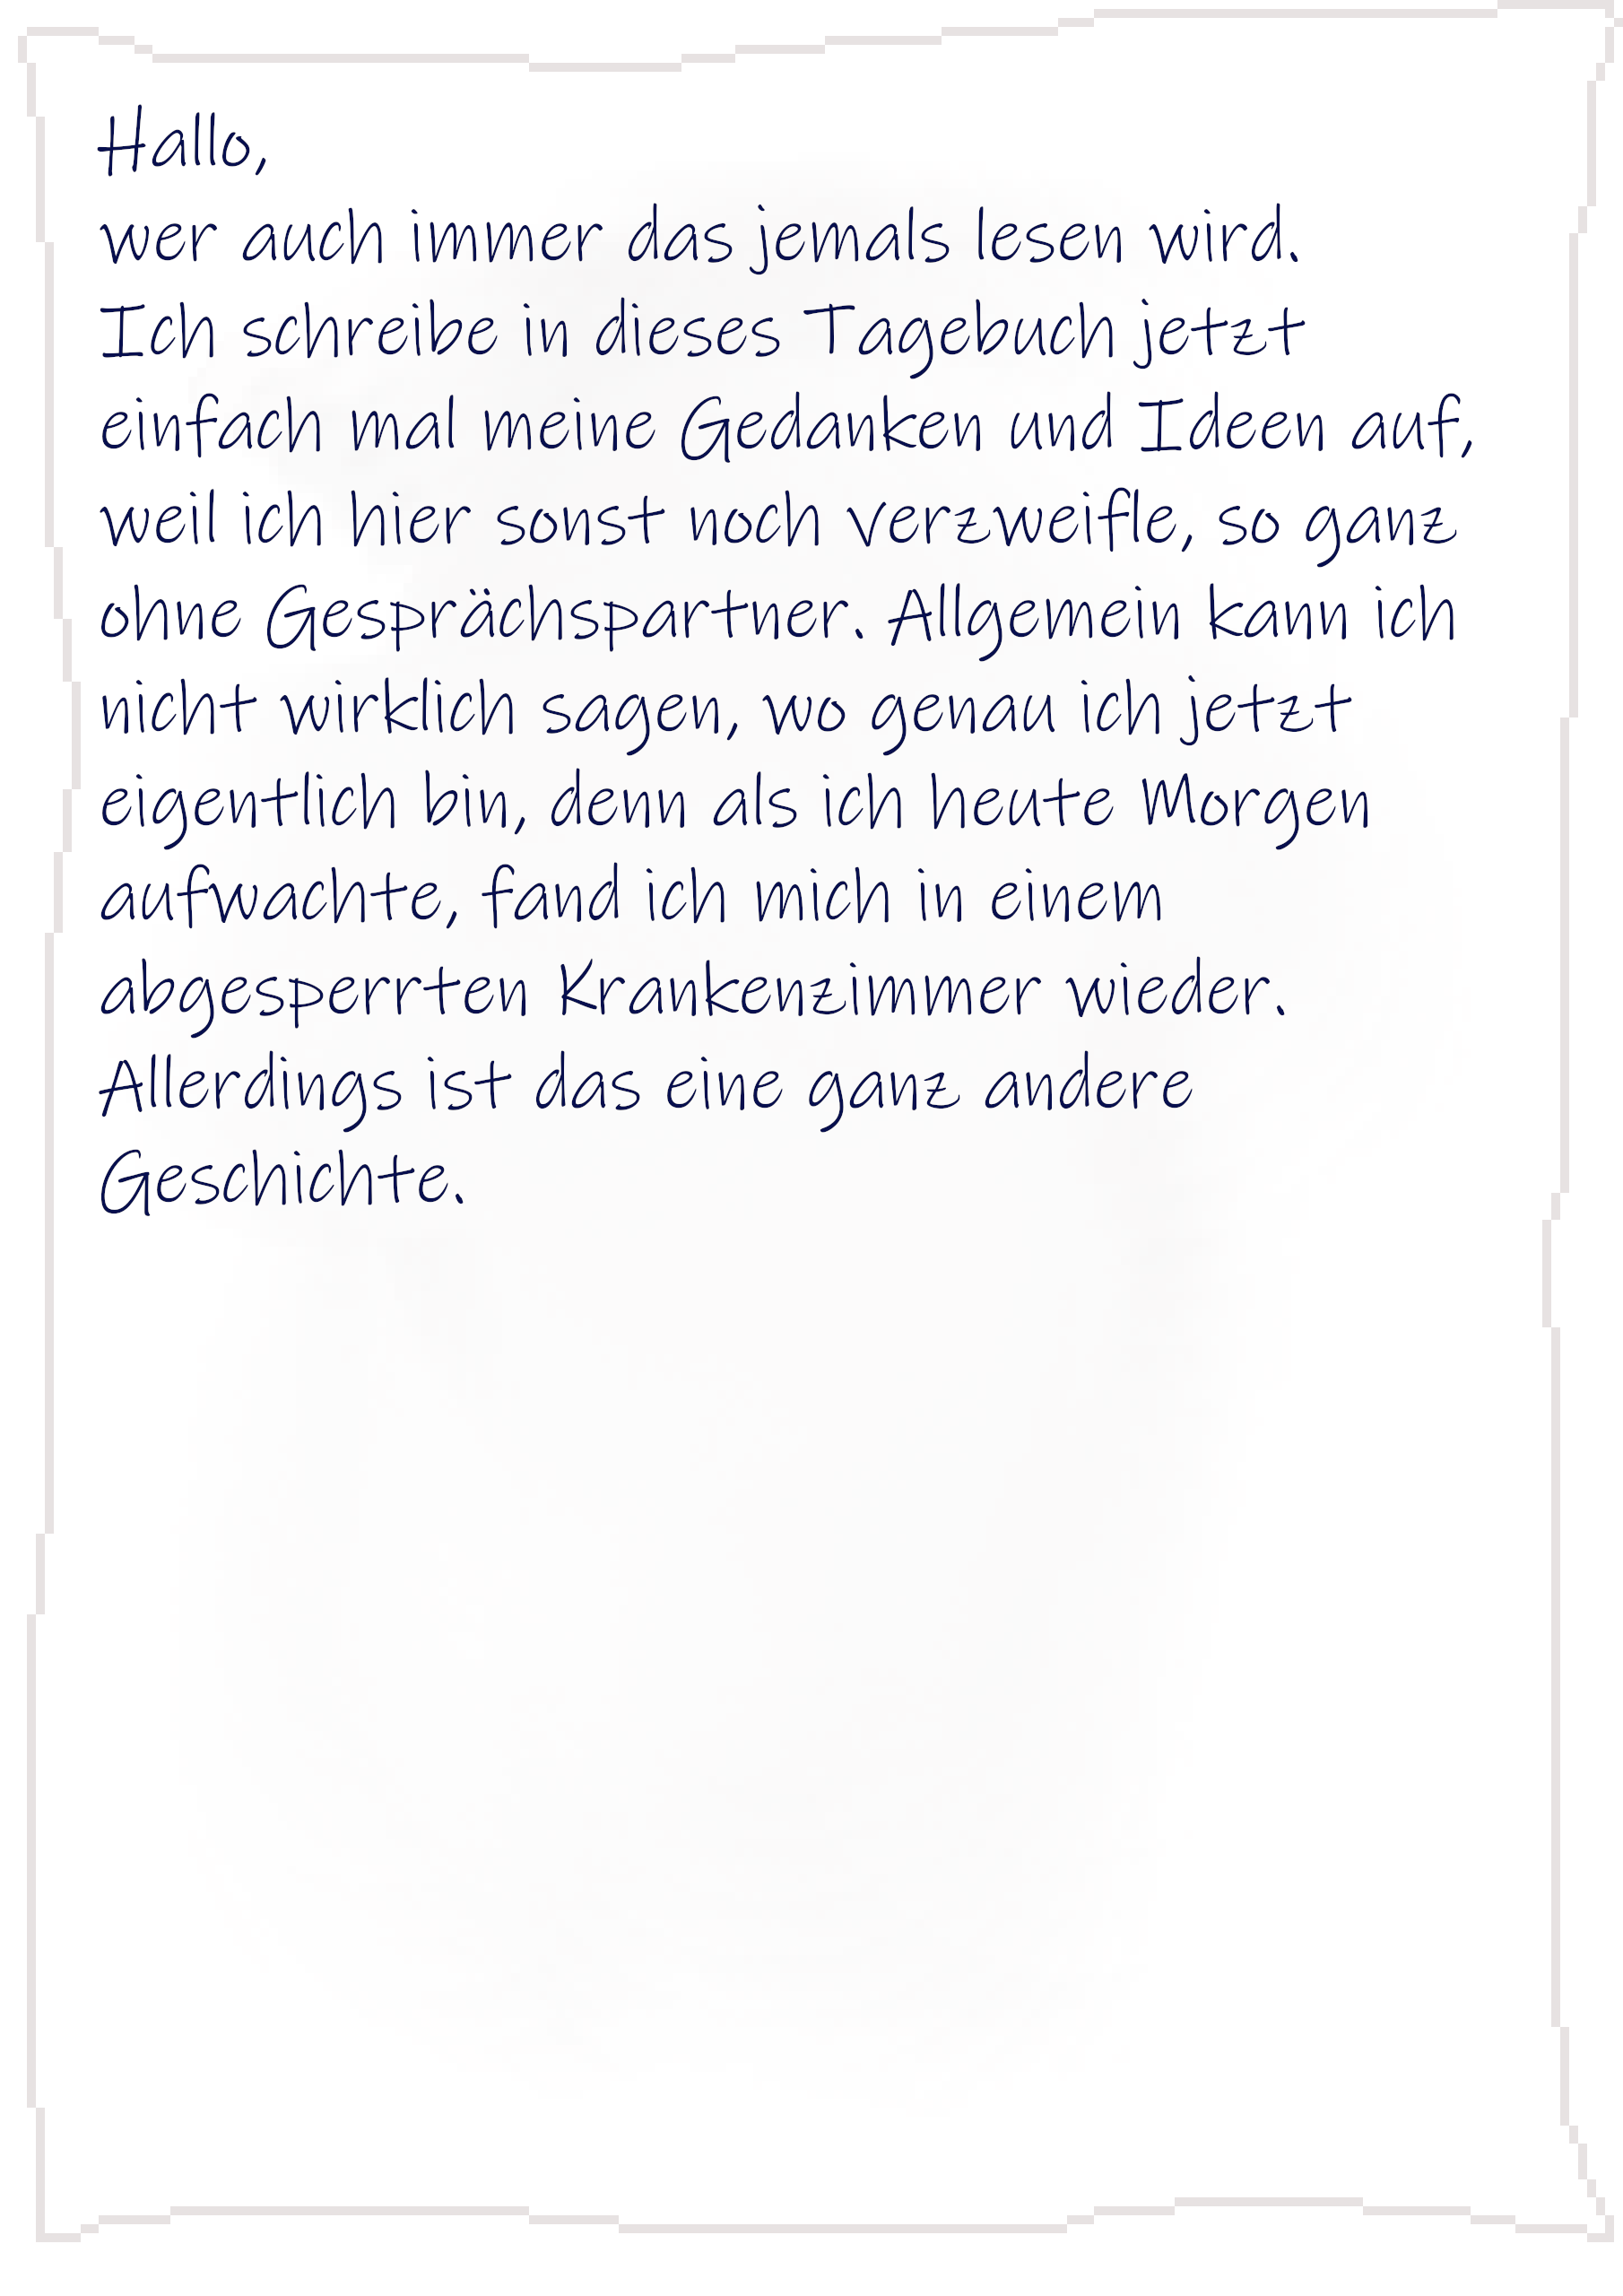 Hallo,
wer auch immer das jemals lesen wird.
Ich schreibe in dieses Tagebuch jetzt
einfach mal meine Gedanken und Ideen auf,
weil ich hier sonst noch verzweifle, so ganz
ohne Gesprächspartner. Allgemein kann ich
nicht wirklich sagen, wo genau ich jetzt
eigentlich bin, denn als ich heute Morgen
aufwachte, fand ich mich in einem
abgesperrten Krankenzimmer wieder.
Allerdings ist das eine ganz andere
Geschichte.